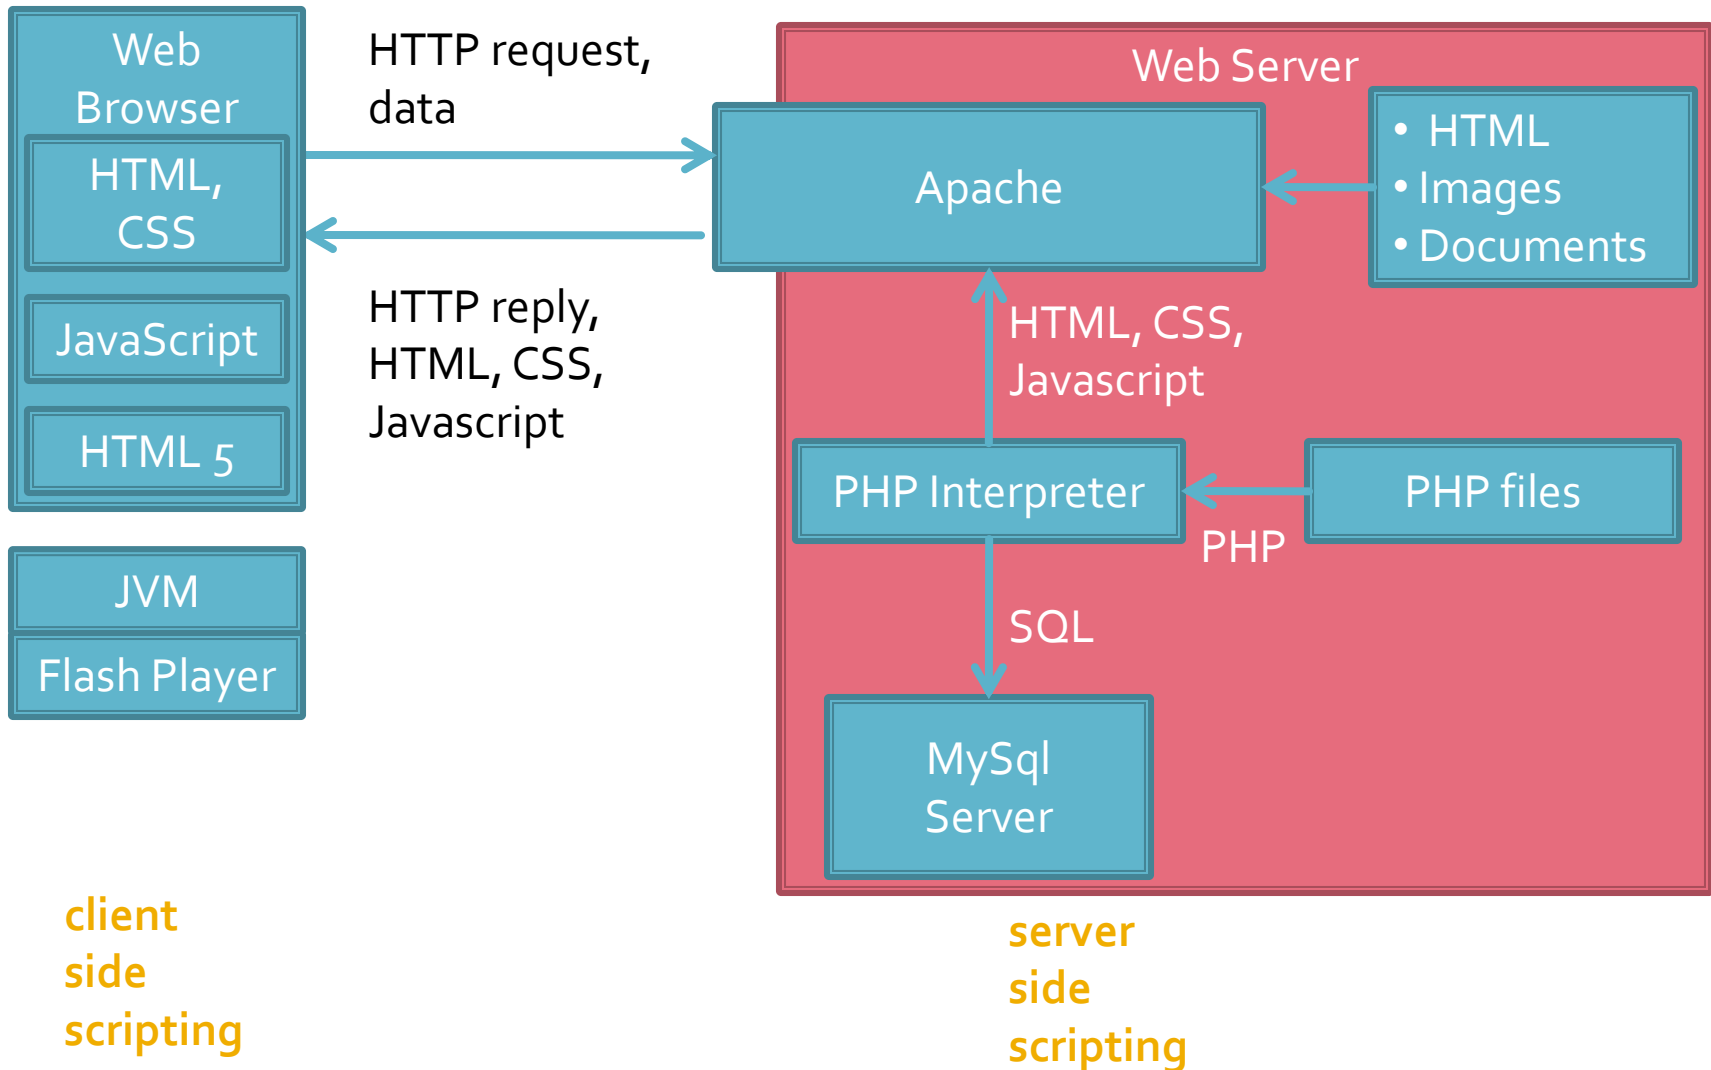 Web
Browser
HTML,
CSS
JavaScript
HTML 5
JVM
Flash Player
HTTP request,
data
HTTP reply,
HTML, CSS,
Javascript
Web Server
Apache
• HTML
• Images
• Documents
HTML, CSS,
Javascript
PHP Interpreter
PHP
PHP files
SQL
MySql
Server
client
side
scripting
server
side
scripting